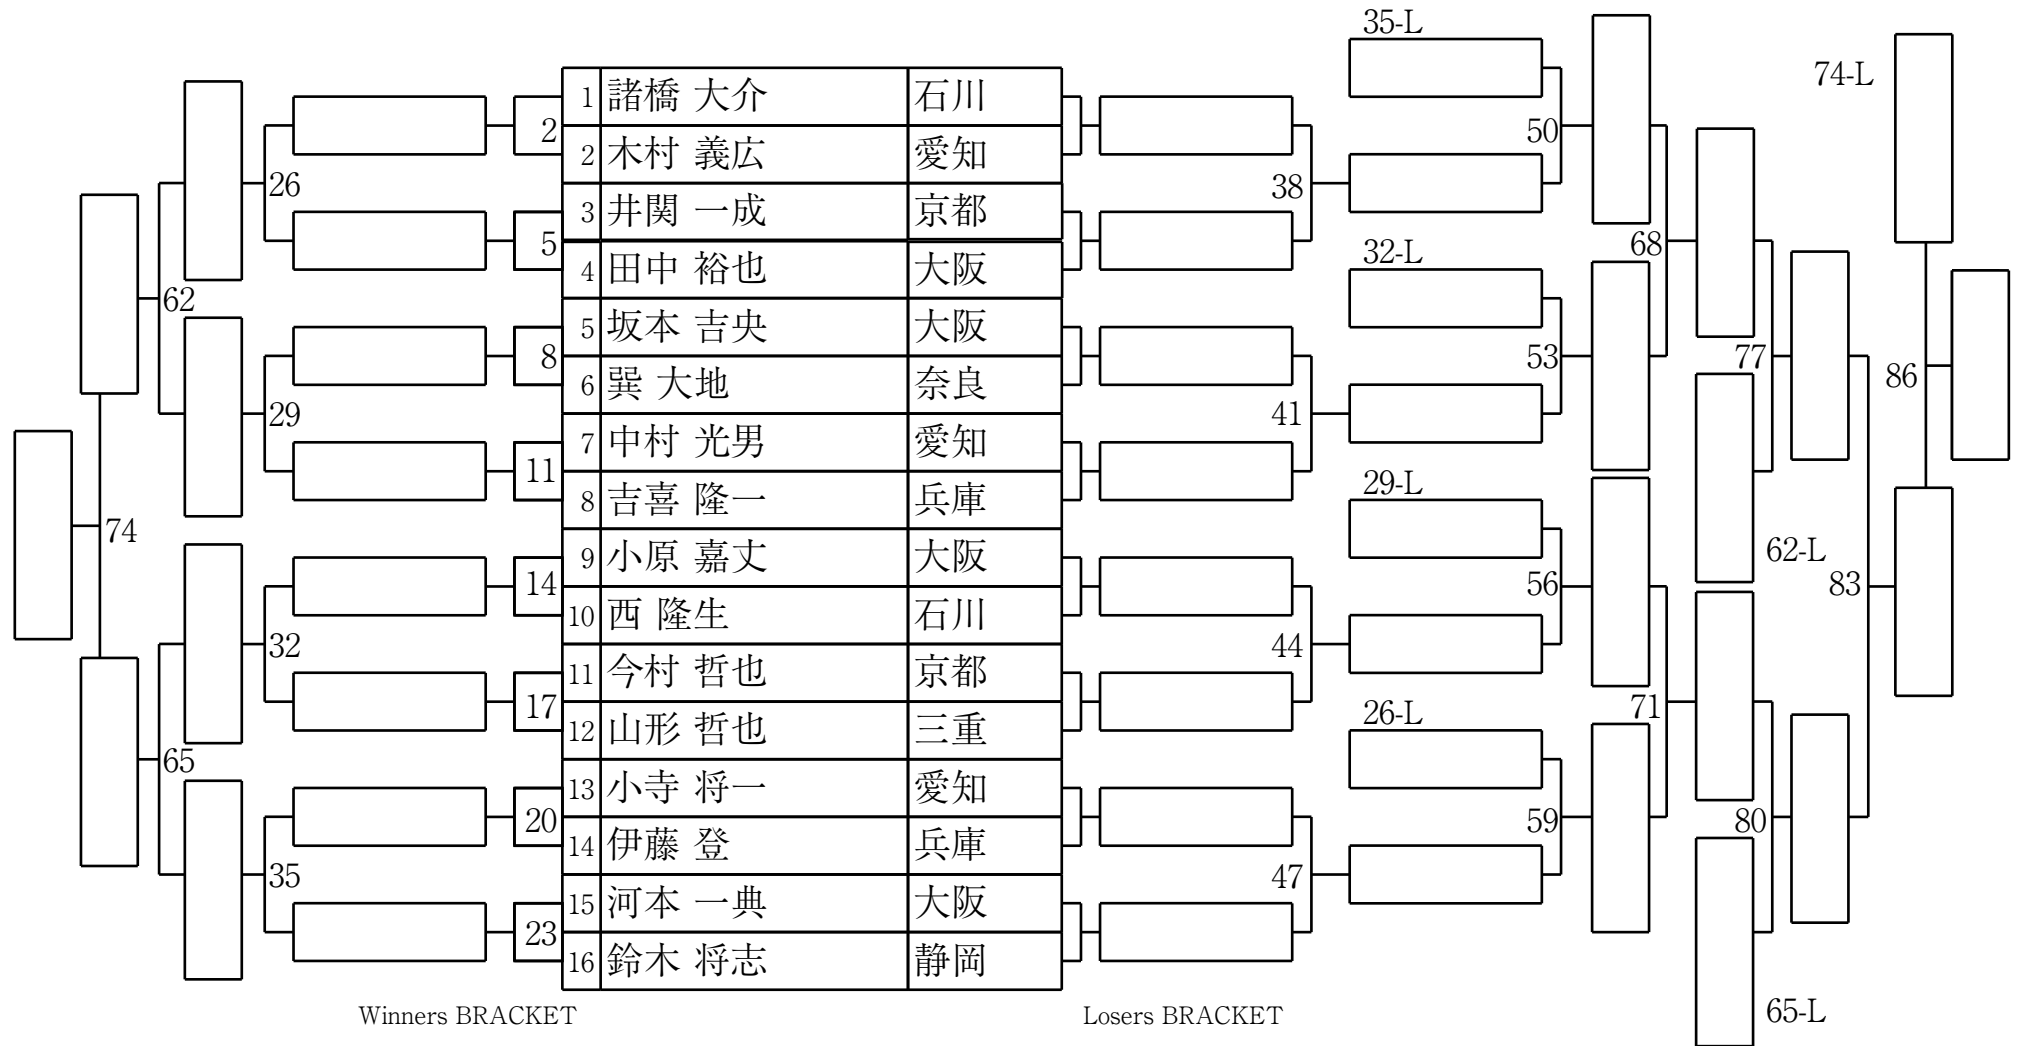 35-L
74-L
1 諸橋 大介 石川
2
50
2 木村 義広 愛知
26
38
3 井関 一成 京都
5
68
32-L
4 田中 裕也 大阪
62
5 坂本 吉央 大阪
8
53
77
86
6 巽 大地 奈良
29
41
7 中村 光男 愛知
11
29-L
8 吉喜 隆一 兵庫
74
9 小原 嘉丈 大阪
62-L
14
56
83
10 西 隆生 石川
32
44
11 今村 哲也 京都
17
71
26-L
12 山形 哲也 三重
65
13 小寺 将一 愛知
20
59
80
14 伊藤 登 兵庫
35
47
15 河本 一典 大阪
23
16 鈴木 将志 静岡
Winners BRACKET
Losers BRACKET
65-L